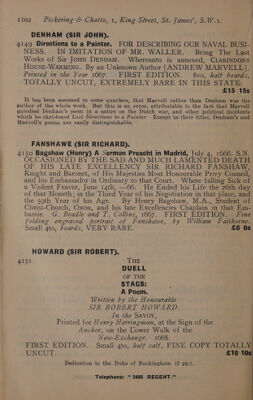 1102 Pickering & Chatto, 1, King Street, St. James', S.W.1.
DENHAM (SIR JOHN).
4149 Directions to a Painter. FOR DESCRIBING OUR NAVAL BUSI-
NESS. IN IMITATION OF MR. WALLER. Being The Last
Works of Sir JOHN DENHAM. Whereunto is annexed, CLARINDONS
HOUSE-WARMING. By an Unknown Author [ANDREW MARVELL].
Printed in the Year 1667. FIRST EDITION. 8vo, half boards,
TOTALLY UNCUT, EXTREMELY RARE IN THIS STATE.
£15 15s
It has been assumed in some quarters, that Marvell rather than Denham was the
author of the whole work. But this is an error, attributable to the fact that Marvell
parodied Denham's poem in a satire on the Dutch war, and other political intrigues
which he christened Last Directions to a Painter Except in their titles, Denham's and
Marvell's poems are easily distinguishable.
FANSHAWE (SIR RICHARD).
4150 Bagshaw (Henry) A Sermon Preacht in Madrid, July 4, 1666. S.N.
OCCASIONED BY THE SAD AND MUCH LAMENTED DEATH
OF HIS LATE EXCELLENCY SIR RICHARD FANSHAW,
Knight and Baronet, of His Majesties Most Honourable Privy Council,
and his Embassador in Ordinary to that Court. Where falling Sick of
a Violent Feaver, June 14th, —66. He Ended his Life the 26th day
of that Moneth; in the Third Year of his Negotiation in that place, and
the 59th Year of his Age. By Henry Bagshaw, M.A., Student of
Christ-Church, Oxon, and his late Excellencies Chaplain in that Em-
bassie. G. Beadle and T. Collins, 1667. FIRST EDITION. Fine
folding engraved portrait of Fanshawe, by William Faithorne.
Small 4to, boards, VERY RARE. £6 6s
HOWARD (SIR ROBERT).
4251 THE
DUELL
OF THE
STAGS:
A Poem.
Written by the Honourable
SIR ROBERT HOWARD.
In the SAVOY,
Printed for Henry Herringman, at the Sign of the
Anchor, on the Lower Walk of the
New-Exchange. 1668.
FIRST EDITION. Small 4to, half calf, FINE COPY TOTALLY
UNCUT. £10 10s
Dedication to the Duke of Buckingham (2 pp.).
Telephone: "2460 REGENT."